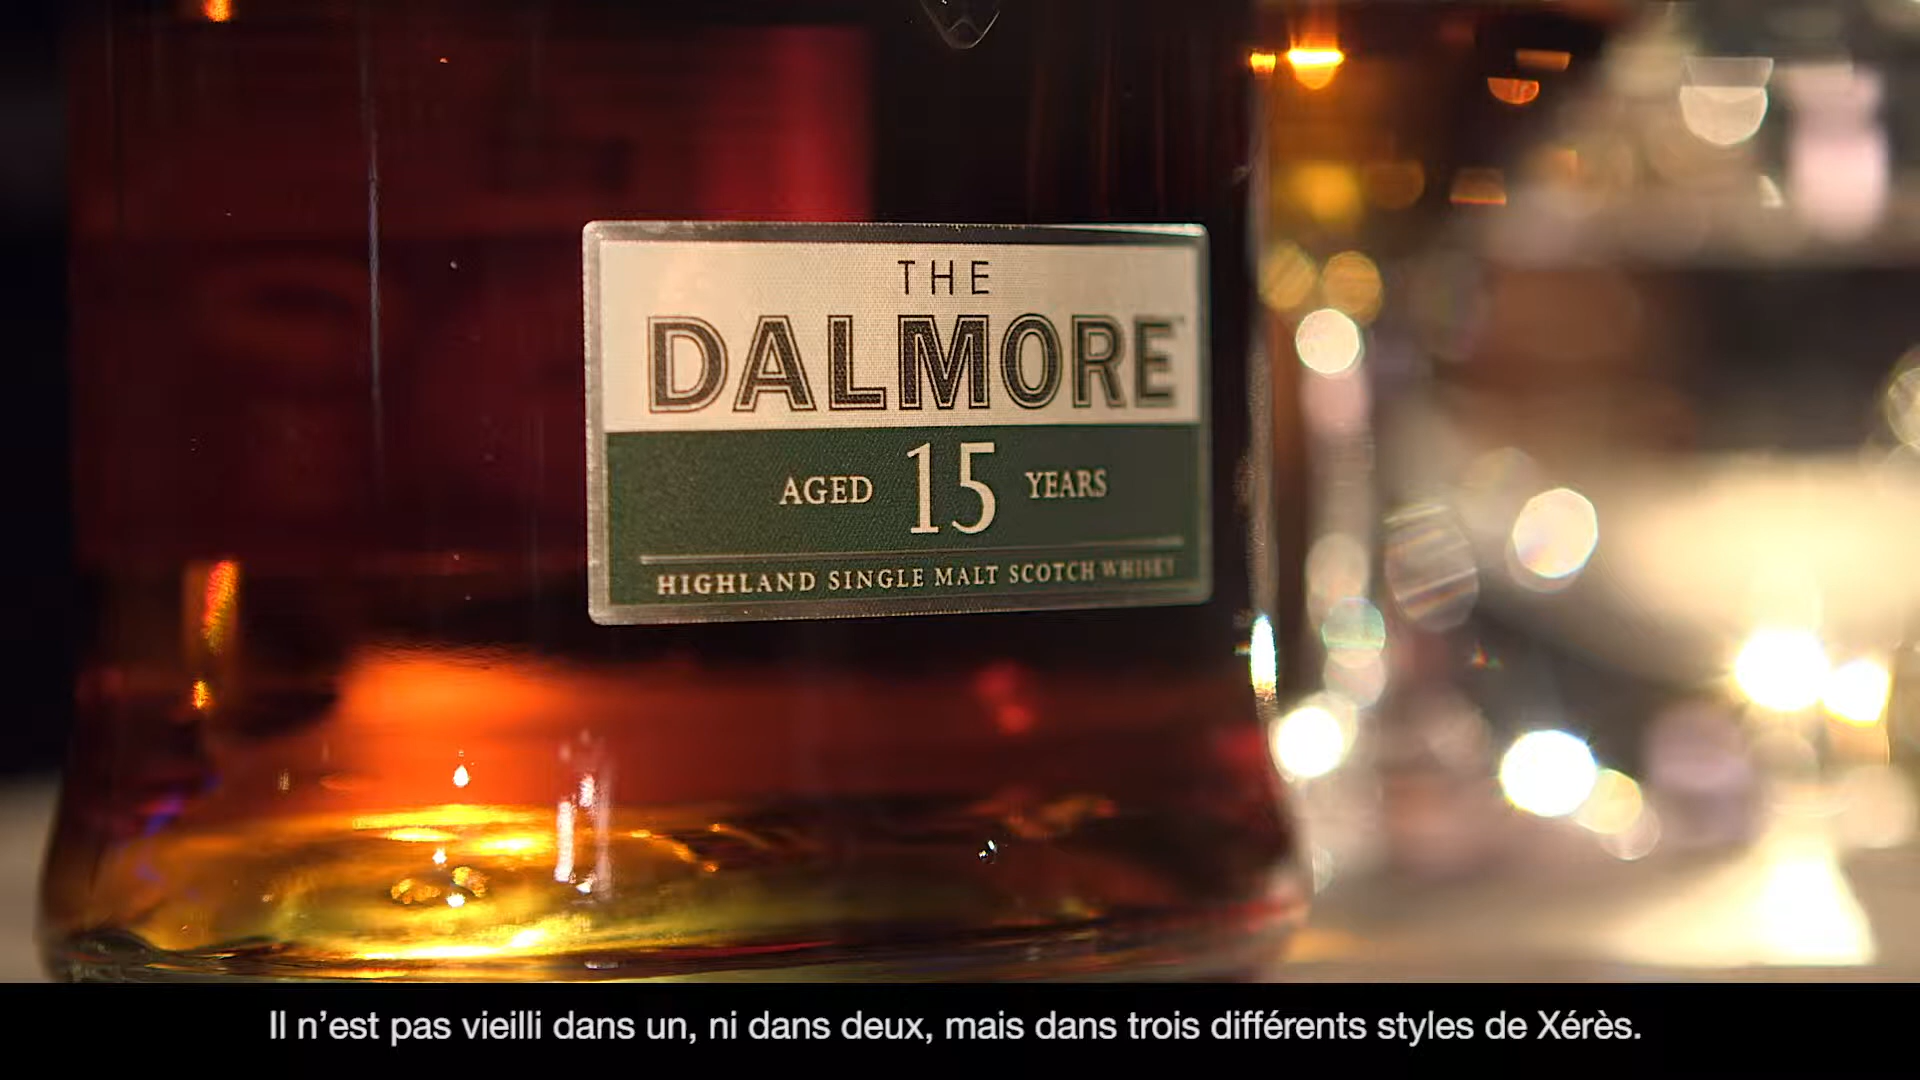 THE
DALMORE
AGED 15 YEARS
HIGHLAND SINGLE MALT SCOTCH WHISKY
Il n’est pas vieilli dans un, ni dans deux, mais dans trois différents styles de Xérès.